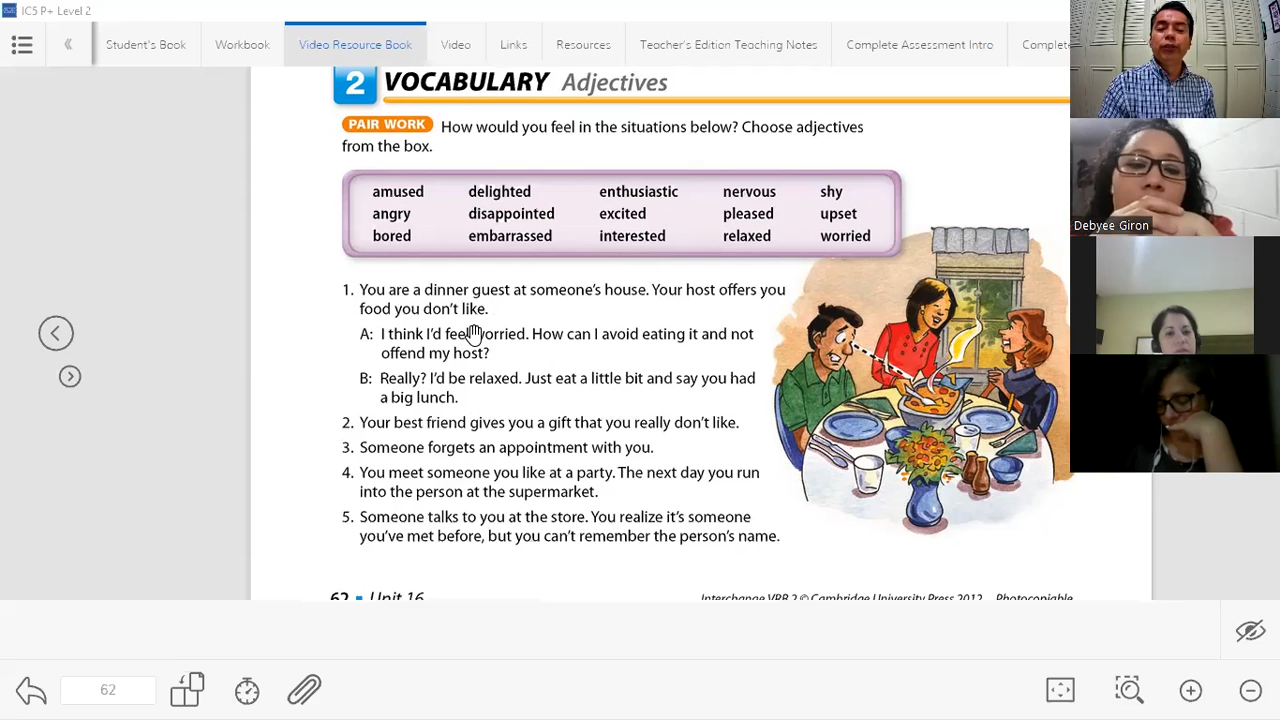 IC5 P+ Level 2
Student's Book Workbook Video Resource Book Video Links Resources Teacher's Edition Teaching Notes Complete Assessment Intro Complete
2 VOCABULARY Adjectives
PAIR WORK How would you feel in the situations below? Choose adjectives
from the box.
amused delighted enthusiastic nervous shy
angry disappointed excited pleased upset
bored embarrassed interested relaxed worried
1. You are a dinner guest at someone's house. Your host offers you
food you don't like.
A: I think I'd feel worried. How can I avoid eating it and not
offend my host?
B: Really? I'd be relaxed. Just eat a little bit and say you had
a big lunch.
2. Your best friend gives you a gift that you really don't like.
3. Someone forgets an appointment with you.
4. You meet someone you like at a party. The next day you run
into the person at the supermarket.
5. Someone talks to you at the store. You realize it's someone
you've met before, but you can't remember the person's name.
62 Unit 16
Interchange VRB 2 © Cambridge University Press 2012 Photocopiable
62
Debyee Giron